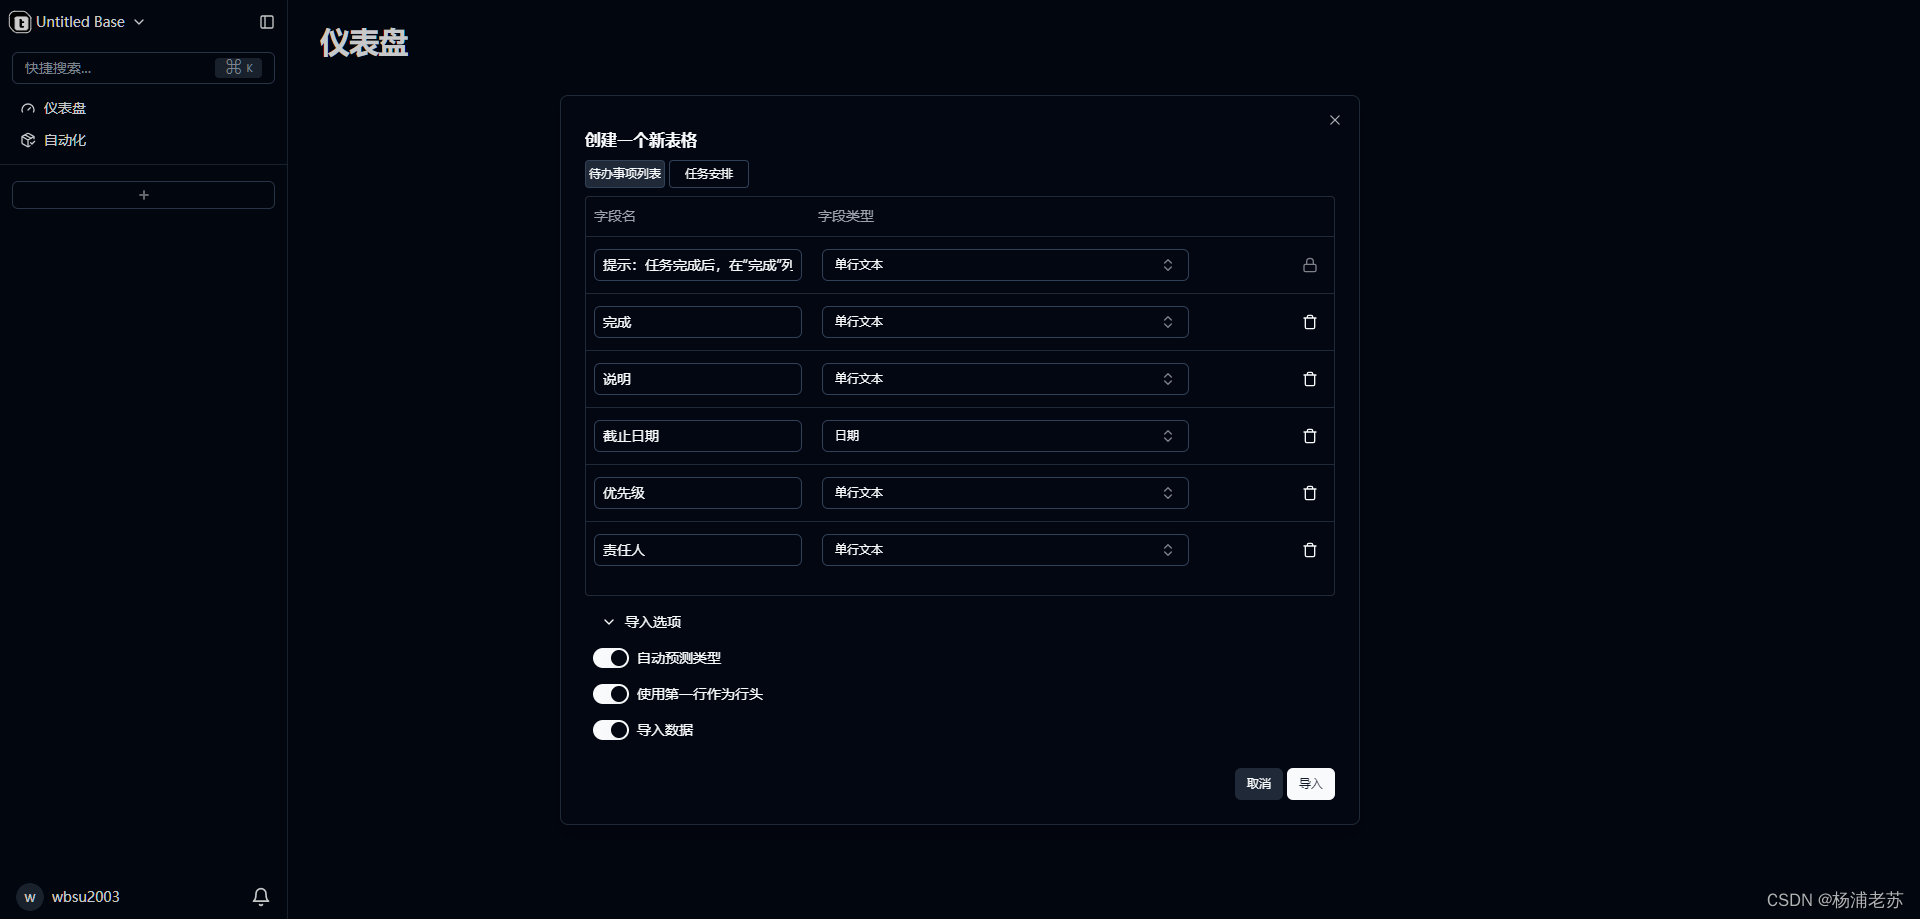 Untitled Base
快捷搜索...
⌘ K
仪表盘
自动化
+
wbsu2003
W
仪表盘
创建一个新表格
待办事项列表
任务安排
字段名 字段类型
提示：任务完成后，在“完成”列 单行文本
完成 单行文本
说明 单行文本
截止日期 日期
优先级 单行文本
责任人 单行文本
导入选项
自动预测类型
使用第一行作为行头
导入数据
取消 导入
CSDN @杨浦老苏